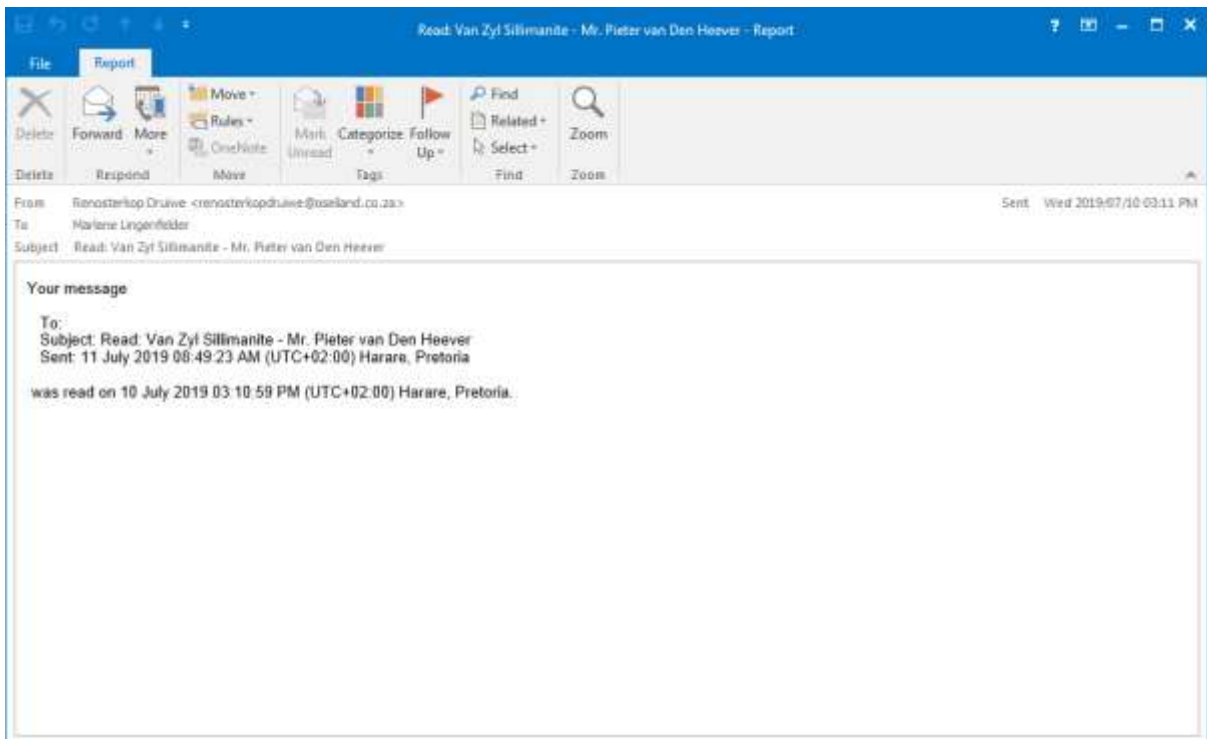 Read: Van Zyl Sillimanite - Mr. Pieter van Den Heever - Report
File Report
Delete
Forward
More
Move
Rules
OneNote
Mark Unread
Categorize
Follow Up
Find
Related
Select
Zoom
Delete Respond Move Tags Find Zoom
From Renosterkop Druiwe <renosterkopdruiwe@oseiland.co.za> Sent Wed 2019/07/10 03:11 PM
To Marlene Lingenfelder
Subject Read: Van Zyl Sillimanite - Mr. Pieter van Den Heever
Your message
To:
Subject: Read: Van Zyl Sillimanite - Mr. Pieter van Den Heever
Sent: 11 July 2019 08:49:23 AM (UTC+02:00) Harare, Pretoria
was read on 10 July 2019 03:10:59 PM (UTC+02:00) Harare, Pretoria.